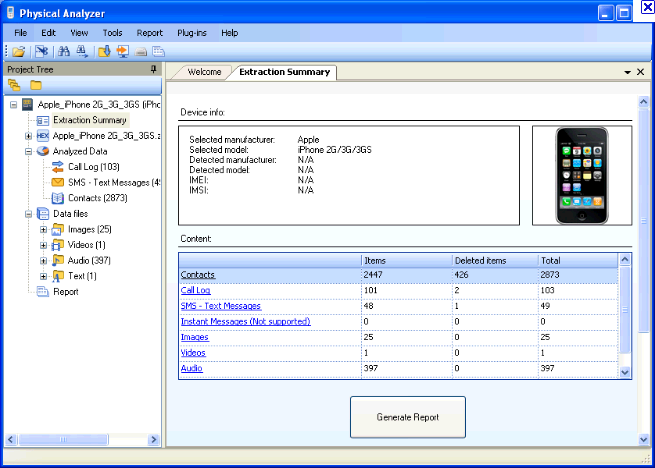 Physical Analyzer
File Edit View Tools Report Plug-ins Help
Project Tree
Welcome Extraction Summary
Apple_iPhone 2G_3G_3GS (iPho
Extraction Summary
HEX Apple_iPhone 2G_3G_3GS.z
Analyzed Data
Call Log (103)
SMS - Text Messages (49
Contacts (2873)
Data files
Images (25)
Videos (1)
Audio (397)
Text (1)
Report
Device info:
Selected manufacturer: Apple
Selected model: iPhone 2G/3G/3GS
Detected manufacturer: N/A
Detected model: N/A
IMEI: N/A
IMSI: N/A
Content:
Items Deleted items Total
Contacts 2447 426 2873
Call Log 101 2 103
SMS - Text Messages 48 1 49
Instant Messages (Not supported) 0 0 0
Images 25 0 25
Videos 1 0 1
Audio 397 0 397
Generate Report